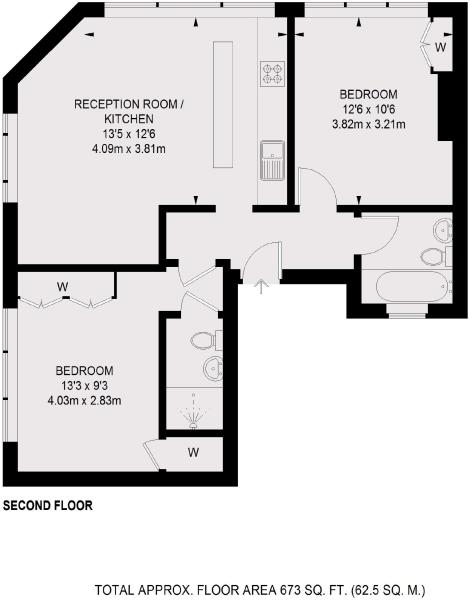 RECEPTION ROOM /
KITCHEN
13'5 x 12'6
4.09m x 3.81m
W
BEDROOM
12'6 x 10'6
3.82m x 3.21m
W
BEDROOM
13'3 x 9'3
4.03m x 2.83m
W
SECOND FLOOR
TOTAL APPROX. FLOOR AREA 673 SQ. FT. (62.5 SQ. M.)